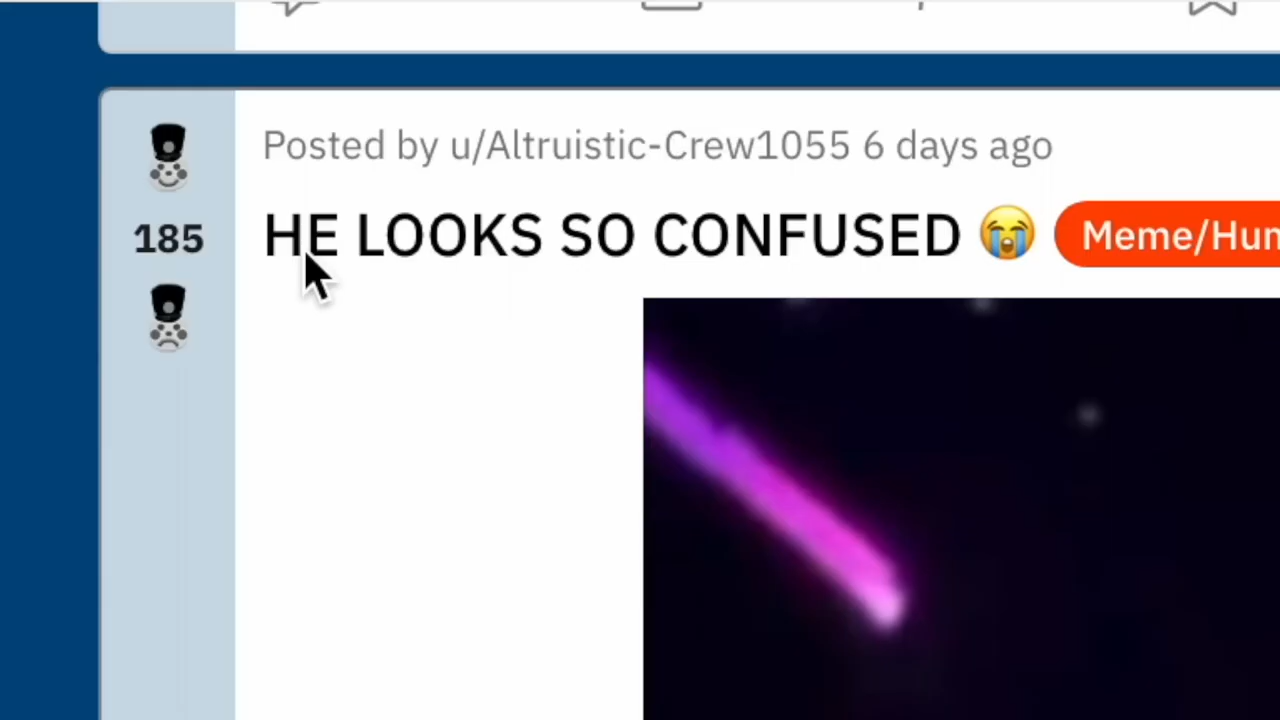 Posted by u/Altruistic-Crew1055 6 days ago
185
HE LOOKS SO CONFUSED 😭 Meme/Hun